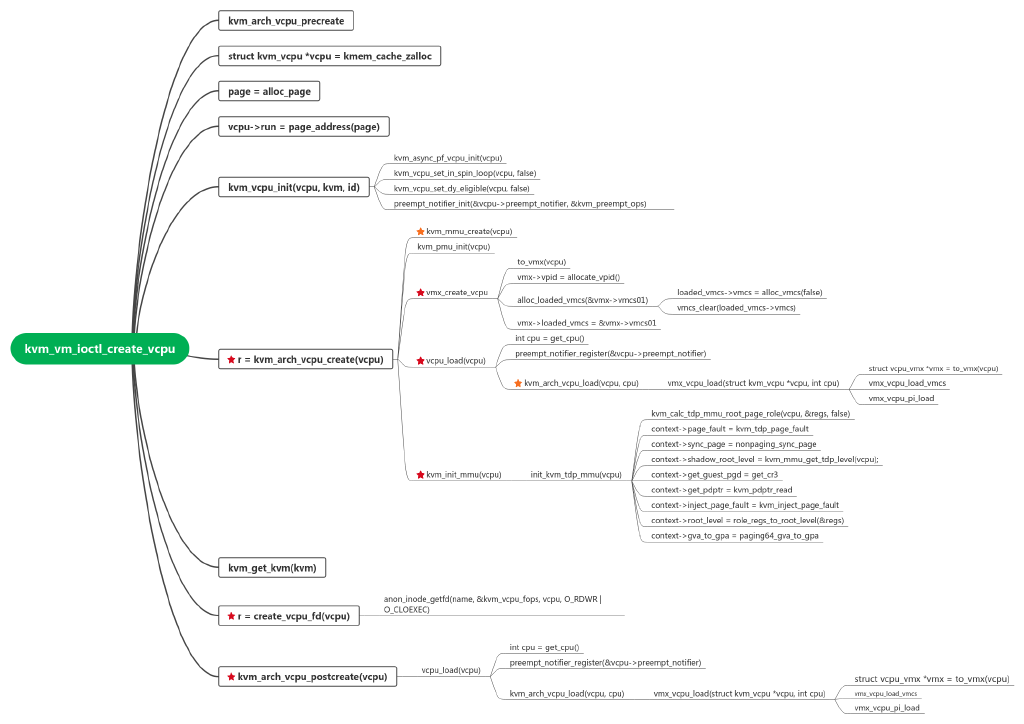 kvm_vm_ioctl_create_vcpu
kvm_arch_vcpu_precreate
struct kvm_vcpu *vcpu = kmem_cache_zalloc
page = alloc_page
vcpu->run = page_address(page)
kvm_vcpu_init(vcpu, kvm, id)
kvm_async_pf_vcpu_init(vcpu)
kvm_vcpu_set_in_spin_loop(vcpu, false)
kvm_vcpu_set_dy_eligible(vcpu, false)
preempt_notifier_init(&vcpu->preempt_notifier, &kvm_preempt_ops)
r = kvm_arch_vcpu_create(vcpu)
kvm_mmu_create(vcpu)
kvm_pmu_init(vcpu)
vmx_create_vcpu
to_vmx(vcpu)
vmx->vpid = allocate_vpid()
alloc_loaded_vmcs(&vmx->vmcs01)
loaded_vmcs->vmcs = alloc_vmcs(false)
vmcs_clear(loaded_vmcs->vmcs)
vmx->loaded_vmcs = &vmx->vmcs01
vcpu_load(vcpu)
int cpu = get_cpu()
preempt_notifier_register(&vcpu->preempt_notifier)
kvm_arch_vcpu_load(vcpu, cpu)
vmx_vcpu_load(struct kvm_vcpu *vcpu, int cpu)
struct vcpu_vmx *vmx = to_vmx(vcpu)
vmx_vcpu_load_vmcs
vmx_vcpu_pi_load
kvm_init_mmu(vcpu)
init_kvm_tdp_mmu(vcpu)
kvm_calc_tdp_mmu_root_page_role(vcpu, &regs, false)
context->page_fault = kvm_tdp_page_fault
context->sync_page = nonpaging_sync_page
context->shadow_root_level = kvm_mmu_get_tdp_level(vcpu);
context->get_guest_pgd = get_cr3
context->get_pdptr = kvm_pdptr_read
context->inject_page_fault = kvm_inject_page_fault
context->root_level = role_regs_to_root_level(&regs)
context->gva_to_gpa = paging64_gva_to_gpa
kvm_get_kvm(kvm)
r = create_vcpu_fd(vcpu)
anon_inode_getfd(name, &kvm_vcpu_fops, vcpu, O_RDWR |
O_CLOEXEC)
kvm_arch_vcpu_postcreate(vcpu)
vcpu_load(vcpu)
int cpu = get_cpu()
preempt_notifier_register(&vcpu->preempt_notifier)
kvm_arch_vcpu_load(vcpu, cpu)
vmx_vcpu_load(struct kvm_vcpu *vcpu, int cpu)
struct vcpu_vmx *vmx = to_vmx(vcpu)
vmx_vcpu_load_vmcs
vmx_vcpu_pi_load